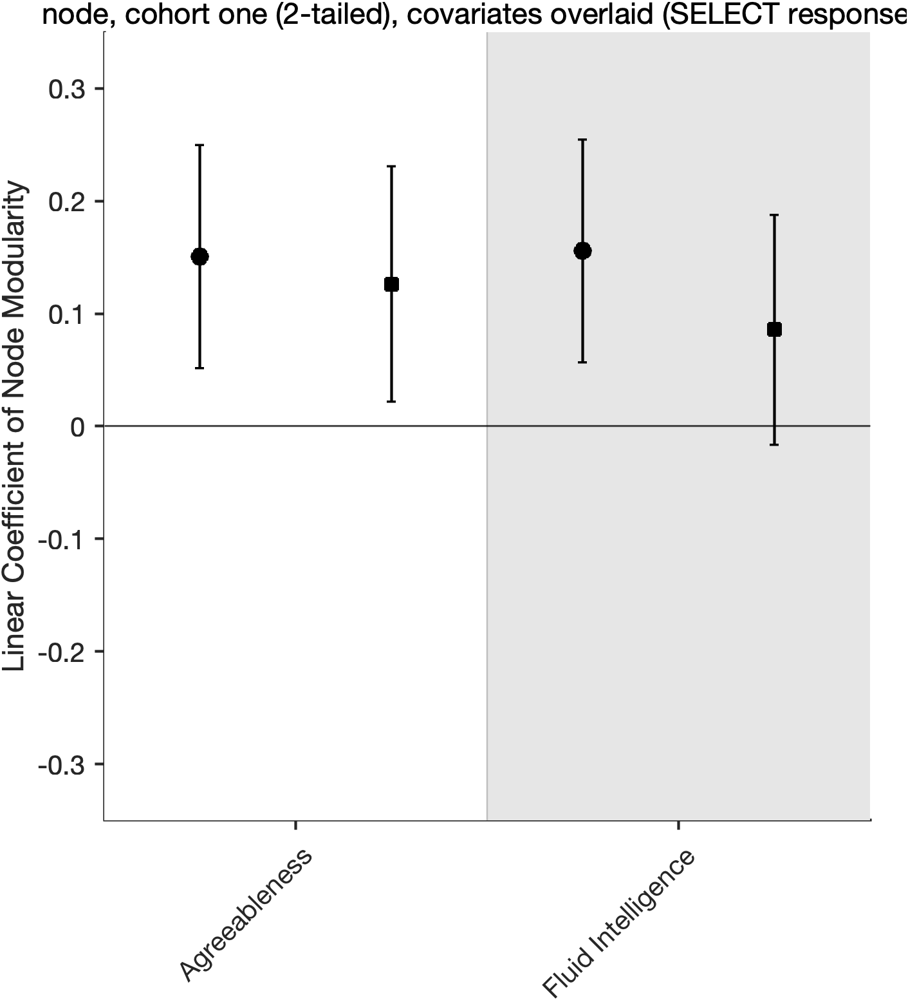 node, cohort one (2-tailed), covariates overlaid (SELECT response
Linear Coefficient of Node Modularity
0.3
0.2
0.1
0
-0.1
-0.2
-0.3
Agreeableness
Fluid Intelligence